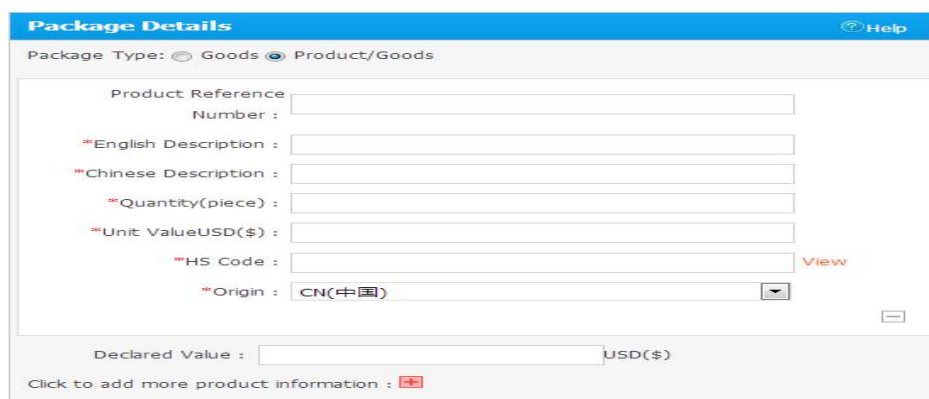 Package Details
Help
Package Type: Goods Product/Goods
Product Reference
Number :
*English Description :
*Chinese Description :
*Quantity(piece) :
*Unit ValueUSD($) :
*HS Code :
View
*Origin : CN(中国)
Declared Value : USD($)
Click to add more product information :